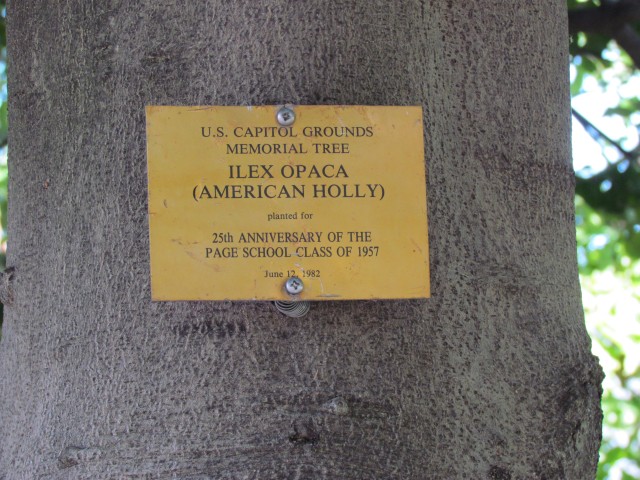 U.S. CAPITOL GROUNDS
MEMORIAL TREE
ILEX OPACA
(AMERICAN HOLLY)
planted for
25th ANNIVERSARY OF THE
PAGE SCHOOL CLASS OF 1957
June 12, 1982